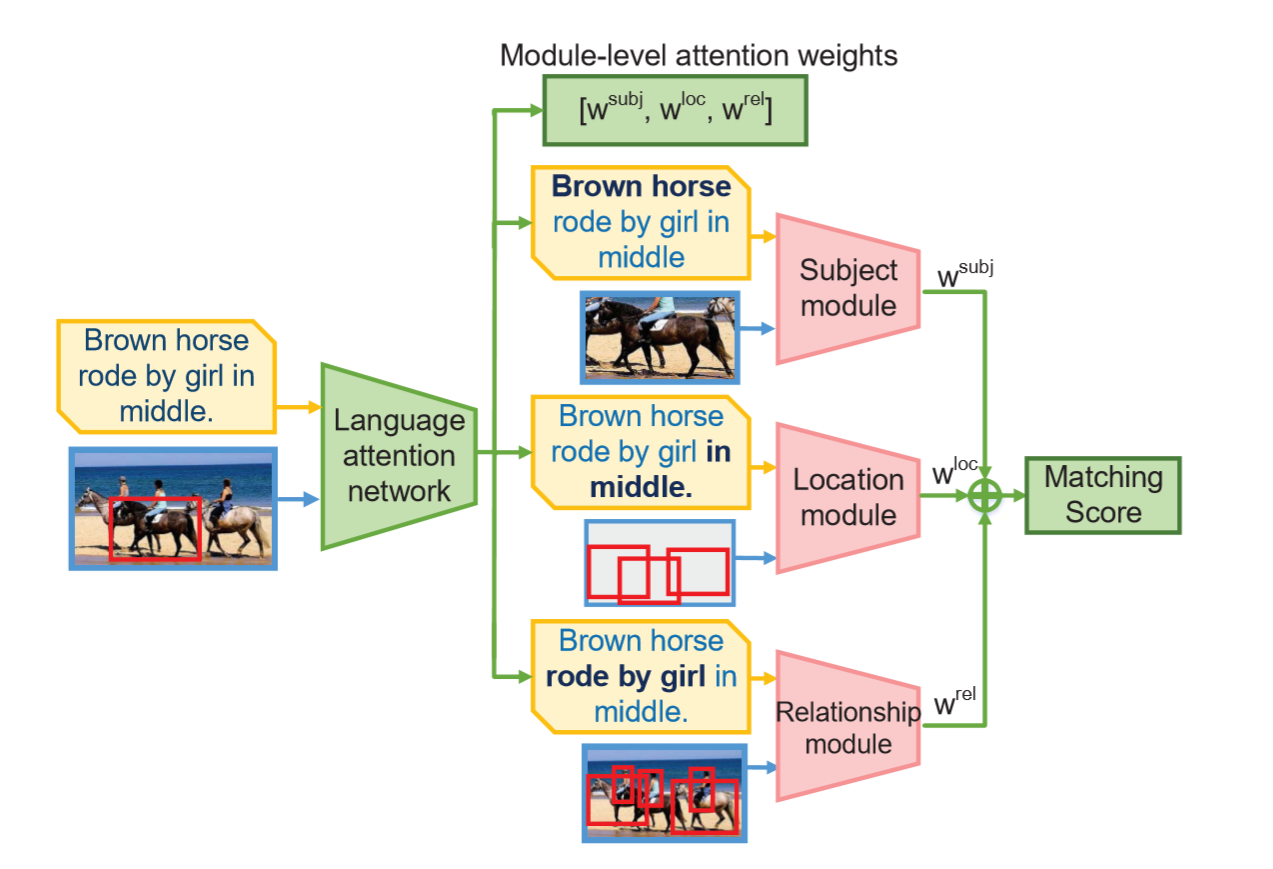 Module-level attention weights
[w^subj, w^loc, w^rel]
Brown horse
rode by girl in
middle
Subject
module
w^subj
Brown horse
rode by girl in
middle.
Language
attention
network
Brown horse
rode by girl in
middle.
Location
module
w^loc
Matching
Score
Brown horse
rode by girl in
middle.
Relationship
module
w^rel